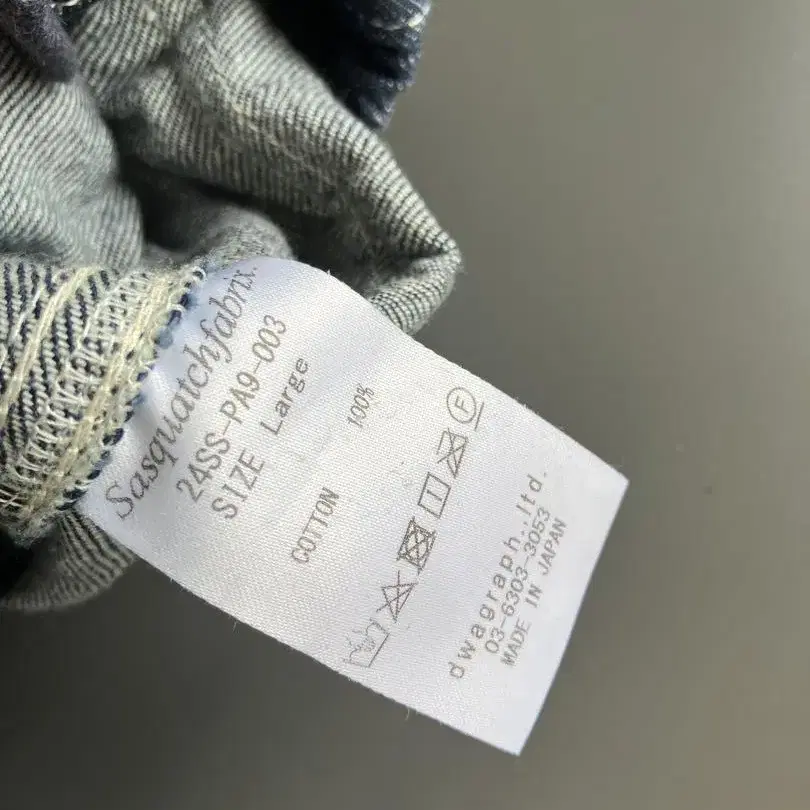 Sasquatchfabrix.
24SS-PA9-003
SIZE Large
COTTON 100%
F
dwagraph.,ltd.
03-6303-3053
MADE IN JAPAN